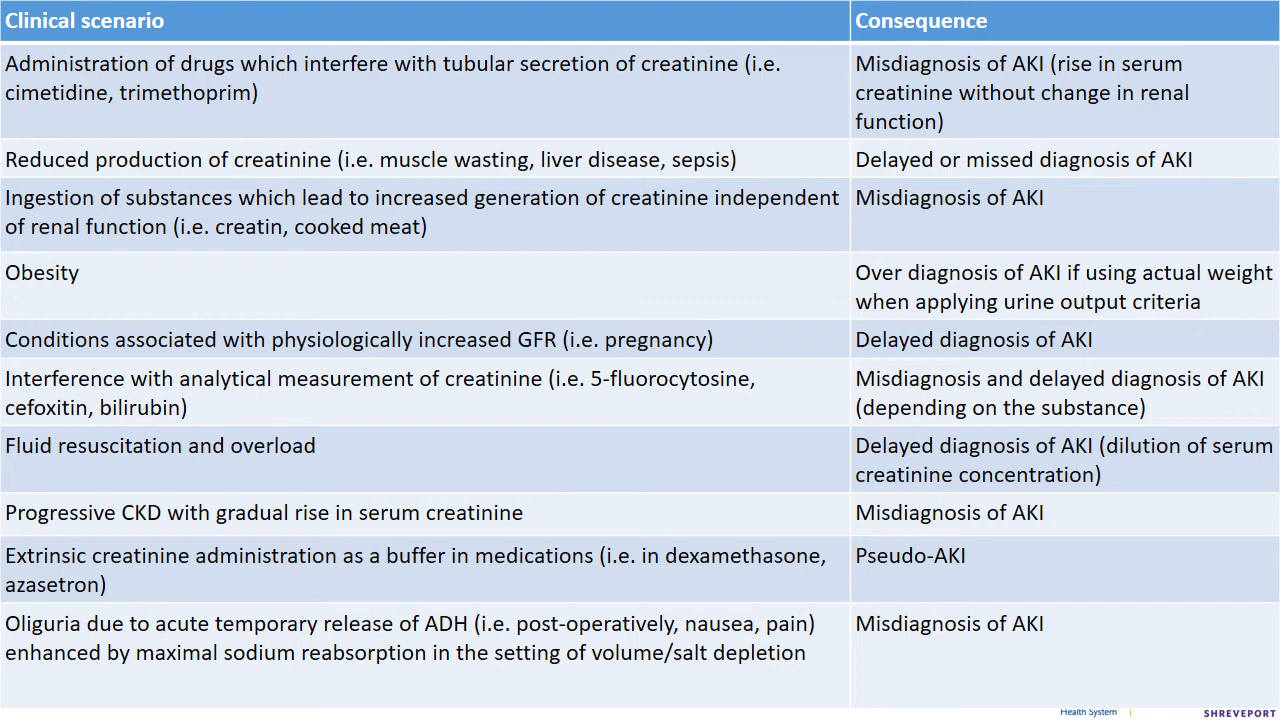 Clinical scenario
Consequence
Administration of drugs which interfere with tubular secretion of creatinine (i.e.
cimetidine, trimethoprim)
Misdiagnosis of AKI (rise in serum
creatinine without change in renal
function)
Reduced production of creatinine (i.e. muscle wasting, liver disease, sepsis)
Delayed or missed diagnosis of AKI
Ingestion of substances which lead to increased generation of creatinine independent
of renal function (i.e. creatin, cooked meat)
Misdiagnosis of AKI
Obesity
Over diagnosis of AKI if using actual weight
when applying urine output criteria
Conditions associated with physiologically increased GFR (i.e. pregnancy)
Delayed diagnosis of AKI
Interference with analytical measurement of creatinine (i.e. 5-fluorocytosine,
cefoxitin, bilirubin)
Misdiagnosis and delayed diagnosis of AKI
(depending on the substance)
Fluid resuscitation and overload
Delayed diagnosis of AKI (dilution of serum
creatinine concentration)
Progressive CKD with gradual rise in serum creatinine
Misdiagnosis of AKI
Extrinsic creatinine administration as a buffer in medications (i.e. in dexamethasone,
azasetron)
Pseudo-AKI
Oliguria due to acute temporary release of ADH (i.e. post-operatively, nausea, pain)
enhanced by maximal sodium reabsorption in the setting of volume/salt depletion
Misdiagnosis of AKI
Health System
SHREVEPORT